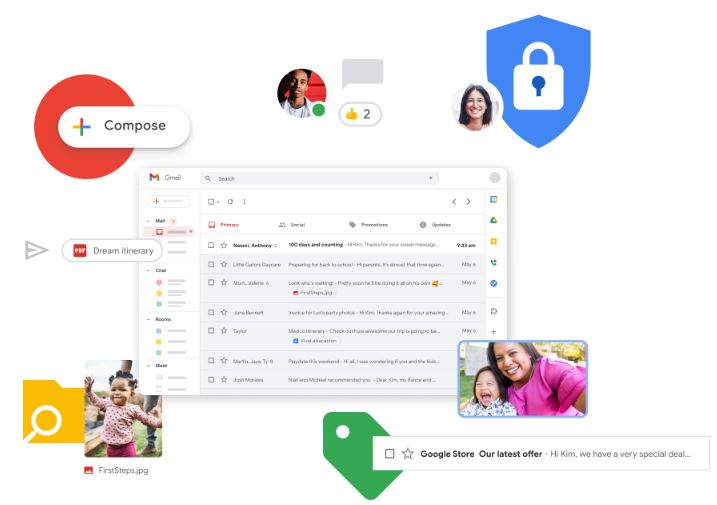 Compose
2
Gmail
Search
Primary
Social
Promotions
Updates
Mail
Naomi, Anthony 2 100 days and counting - Hi Kim, Thanks for your sweet message... 9:33 am
Little Gators Daycare Preparing for back to school - Hi parents, It's almost that time again... May 6
PDF Dream itinerary
Chat
Mom, Valerie 6 Look who's walking! - Pretty soon he'll be doing it all on his own 🥰 ... May 6
FirstSteps.jpg
Jane Bennett Invoice for Luci's party photos - Hi Kim, Thanks again for your amazing... May 6
Rooms
Taylor Mexico Itinerary - Check out how awesome our trip is going to be... May 6
VivaLaVacation
Meet
Martin, Jaya, Ty 6 Playdate this weekend - Hi all, I was wondering if you and the kids...
Josh Morales Niall and Michael recommended you - Dear Kim, my fiance and ...
Google Store Our latest offer - Hi Kim, we have a very special deal...
FirstSteps.jpg